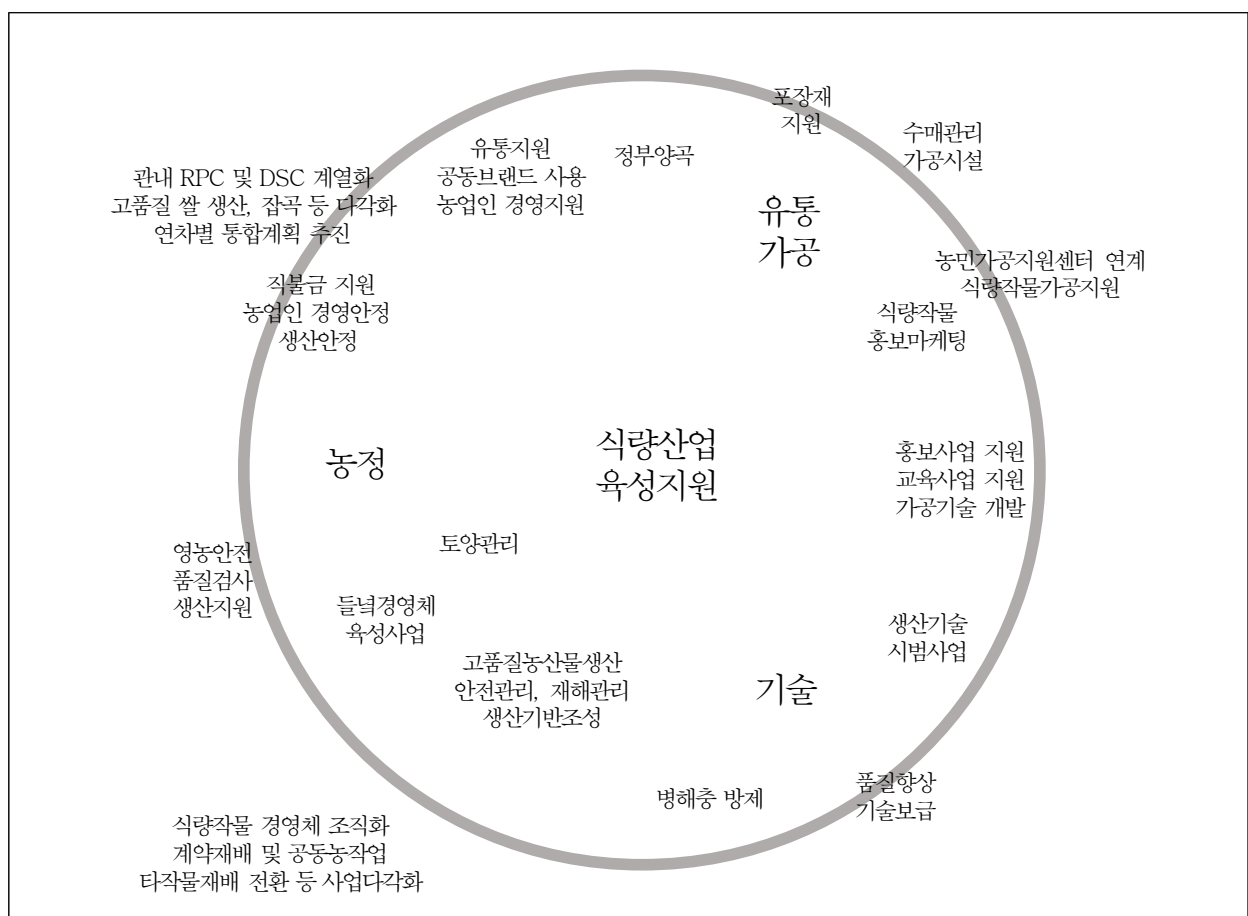 포장재
지원
수매관리
가공시설
유통지원
공동브랜드 사용
농업인 경영지원
정부양곡
관내 RPC 및 DSC 계열화
고품질 쌀 생산, 잡곡 등 다각화
연차별 통합계획 추진
유통
가공
농민가공지원센터 연계
식량작물가공지원
직불금 지원
농업인 경영안정
생산안정
식량작물
홍보마케팅
농정
식량산업
육성지원
홍보사업 지원
교육사업 지원
가공기술 개발
영농안전
품질검사
생산지원
토양관리
들녘경영체
육성사업
생산기술
시범사업
고품질농산물생산
안전관리, 재해관리
생산기반조성
기술
병해충 방제
품질향상
기술보급
식량작물 경영체 조직화
계약재배 및 공동농작업
타작물재배 전환 등 사업다각화